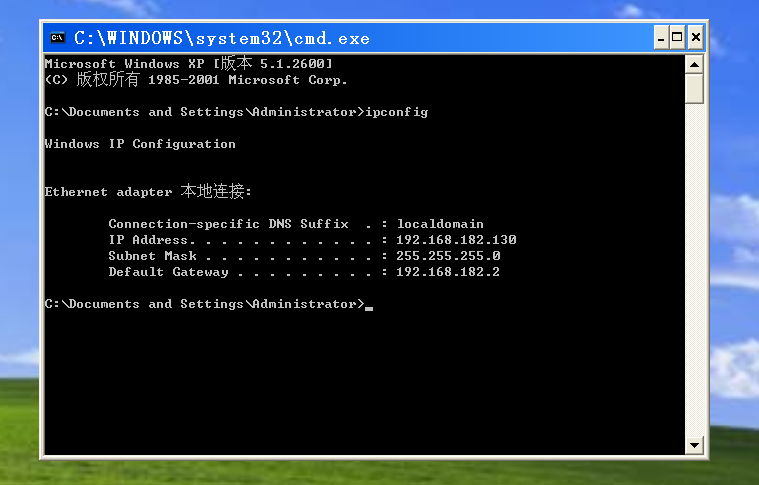 C:\WINDOWS\system32\cmd.exe
Microsoft Windows XP [版本 5.1.2600]
(C) 版权所有 1985-2001 Microsoft Corp.
C:\Documents and Settings\Administrator>ipconfig
Windows IP Configuration
Ethernet adapter 本地连接:
Connection-specific DNS Suffix  . : localdomain
IP Address. . . . . . . . . . . . : 192.168.182.130
Subnet Mask . . . . . . . . . . . : 255.255.255.0
Default Gateway . . . . . . . . . : 192.168.182.2
C:\Documents and Settings\Administrator>_